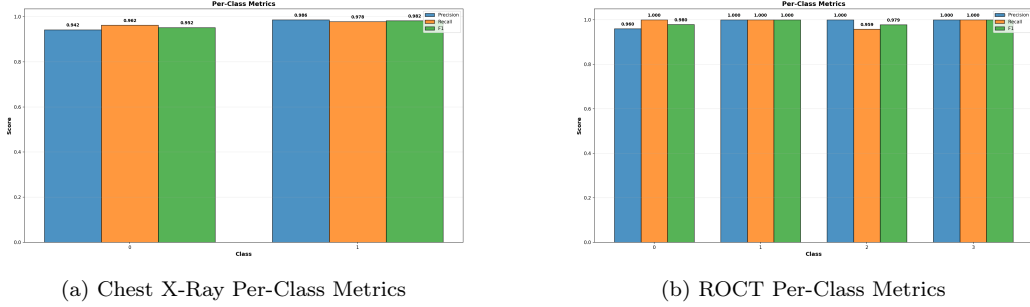 Per-Class Metrics
0.942
0.962
0.952
0.986
0.978
0.982
Precision
Recall
F1
Score
1.0
0.8
0.6
0.4
0.2
0.0
0
1
Class
(a) Chest X-Ray Per-Class Metrics
Per-Class Metrics
0.960
1.000
0.980
1.000
1.000
1.000
1.000
0.959
0.979
1.000
1.000
Precision
Recall
F1
Score
1.0
0.8
0.6
0.4
0.2
0.0
0
1
2
3
Class
(b) ROCT Per-Class Metrics